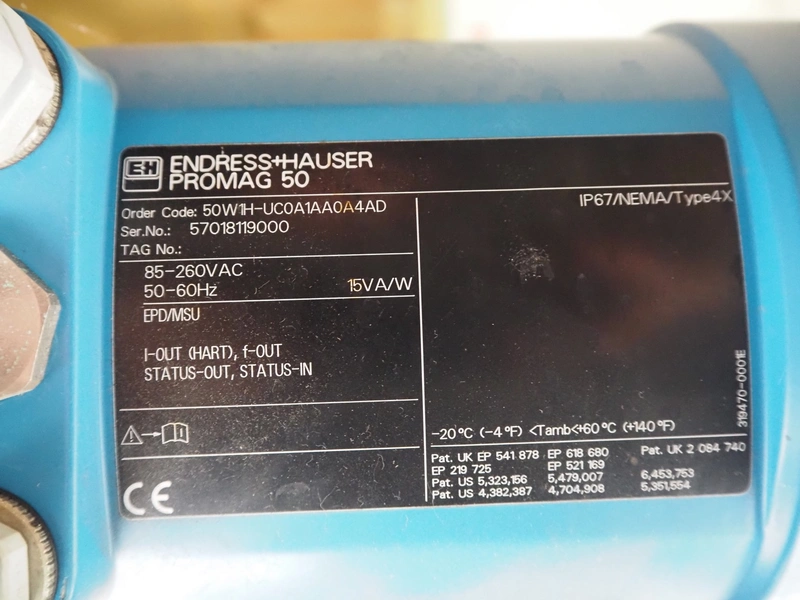 E+H
ENDRESS+HAUSER
PROMAG 50
Order Code: 50W1H-UC0A1AA0A4AD
Ser.No.: 57018119000
TAG No.:
85-260VAC
50-60Hz 15VA/W
EPD/MSU
I-OUT (HART), f-OUT
STATUS-OUT, STATUS-IN
CE
IP67/NEMA/Type4X
-20°C (-4°F) <Tamb<+60°C (+140°F)
Pat. UK EP 541 878 EP 618 680 Pat. UK 2 084 740
EP 219 725 EP 521 169
Pat. US 5,323,156 5,479,007 6,453,753
Pat. US 4,382,387 4,704,908 5,351,554
319470-0001E